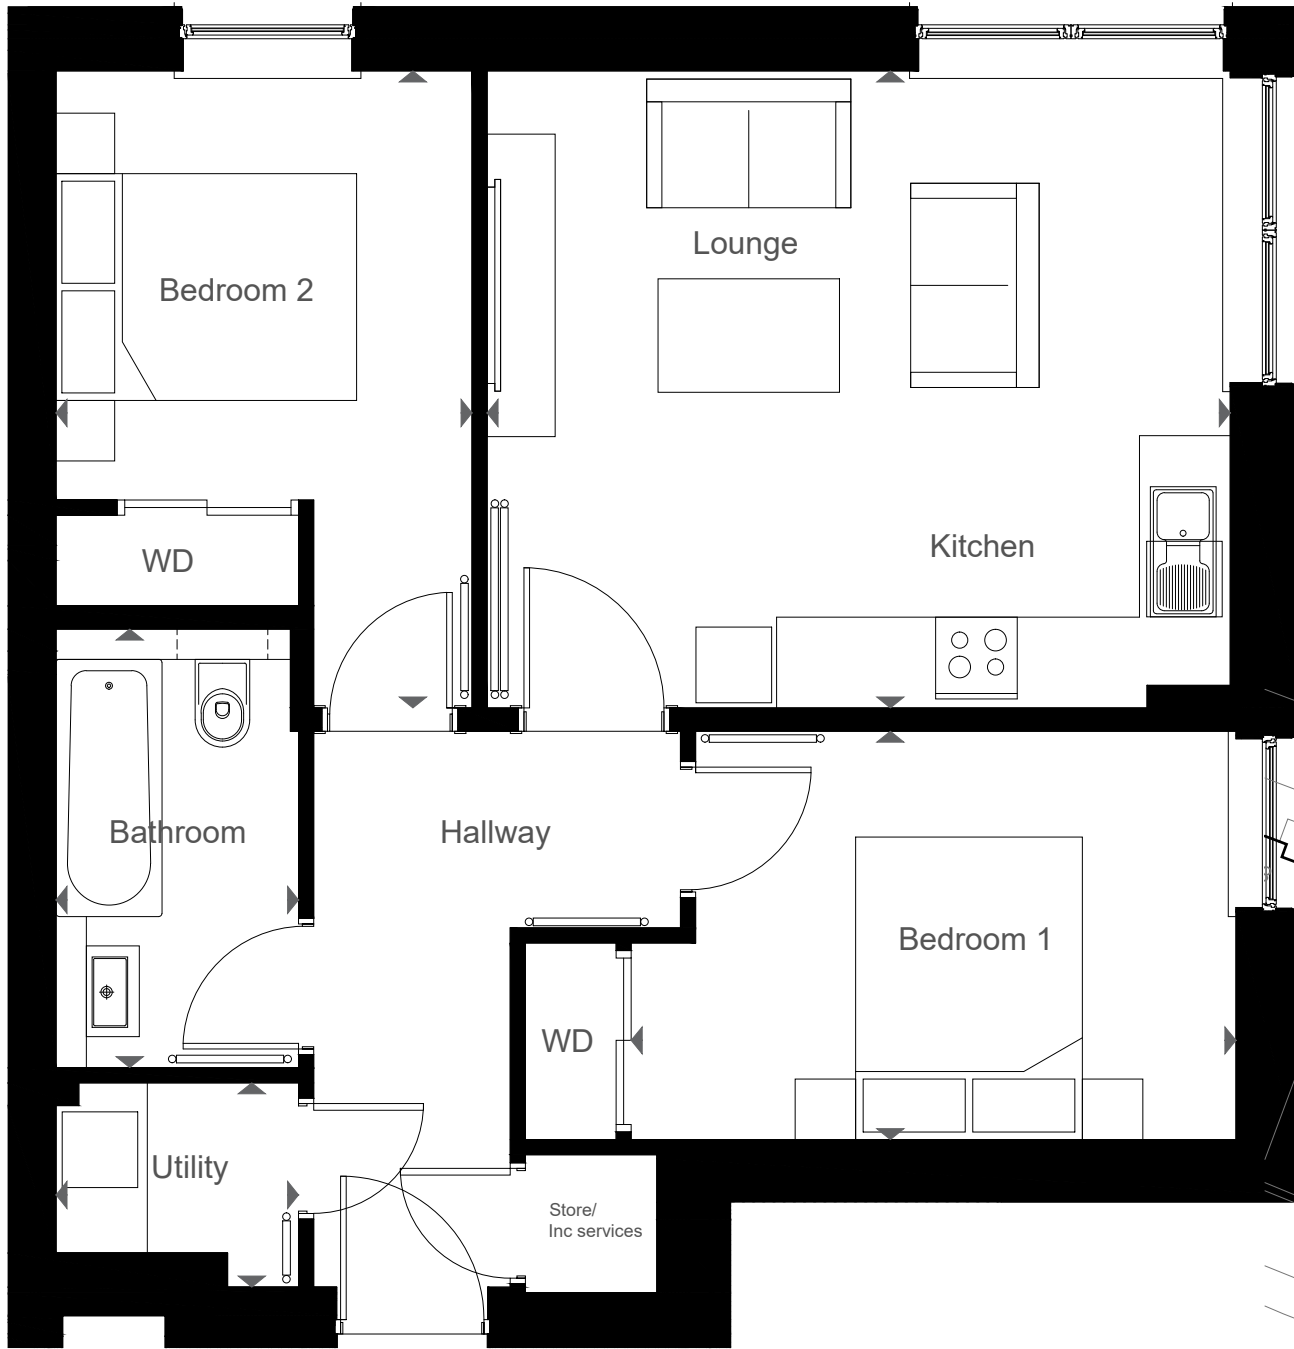 Lounge
Bedroom 2
Kitchen
WD
Bathroom
Hallway
Bedroom 1
WD
Utility
Store/
Inc services